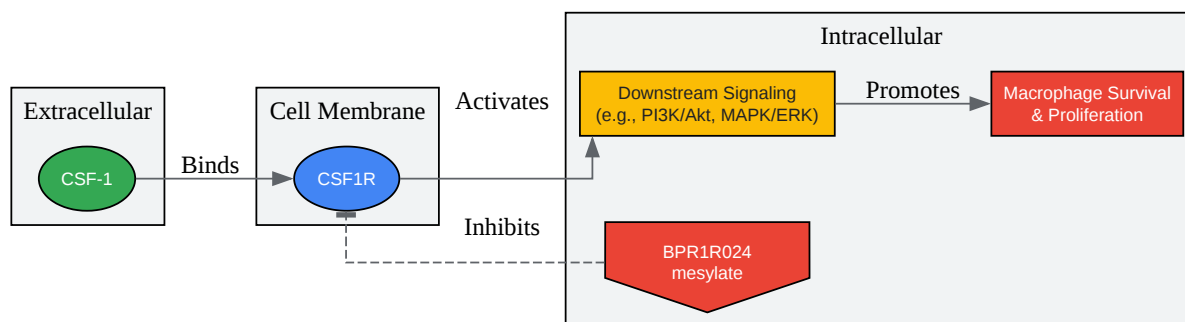 Intracellular
Extracellular
Cell Membrane
Activates
Downstream Signaling
(e.g., PI3K/Akt, MAPK/ERK)
Promotes
Macrophage Survival
& Proliferation
CSF-1
Binds
CSF1R
Inhibits
BPR1R024
mesylate